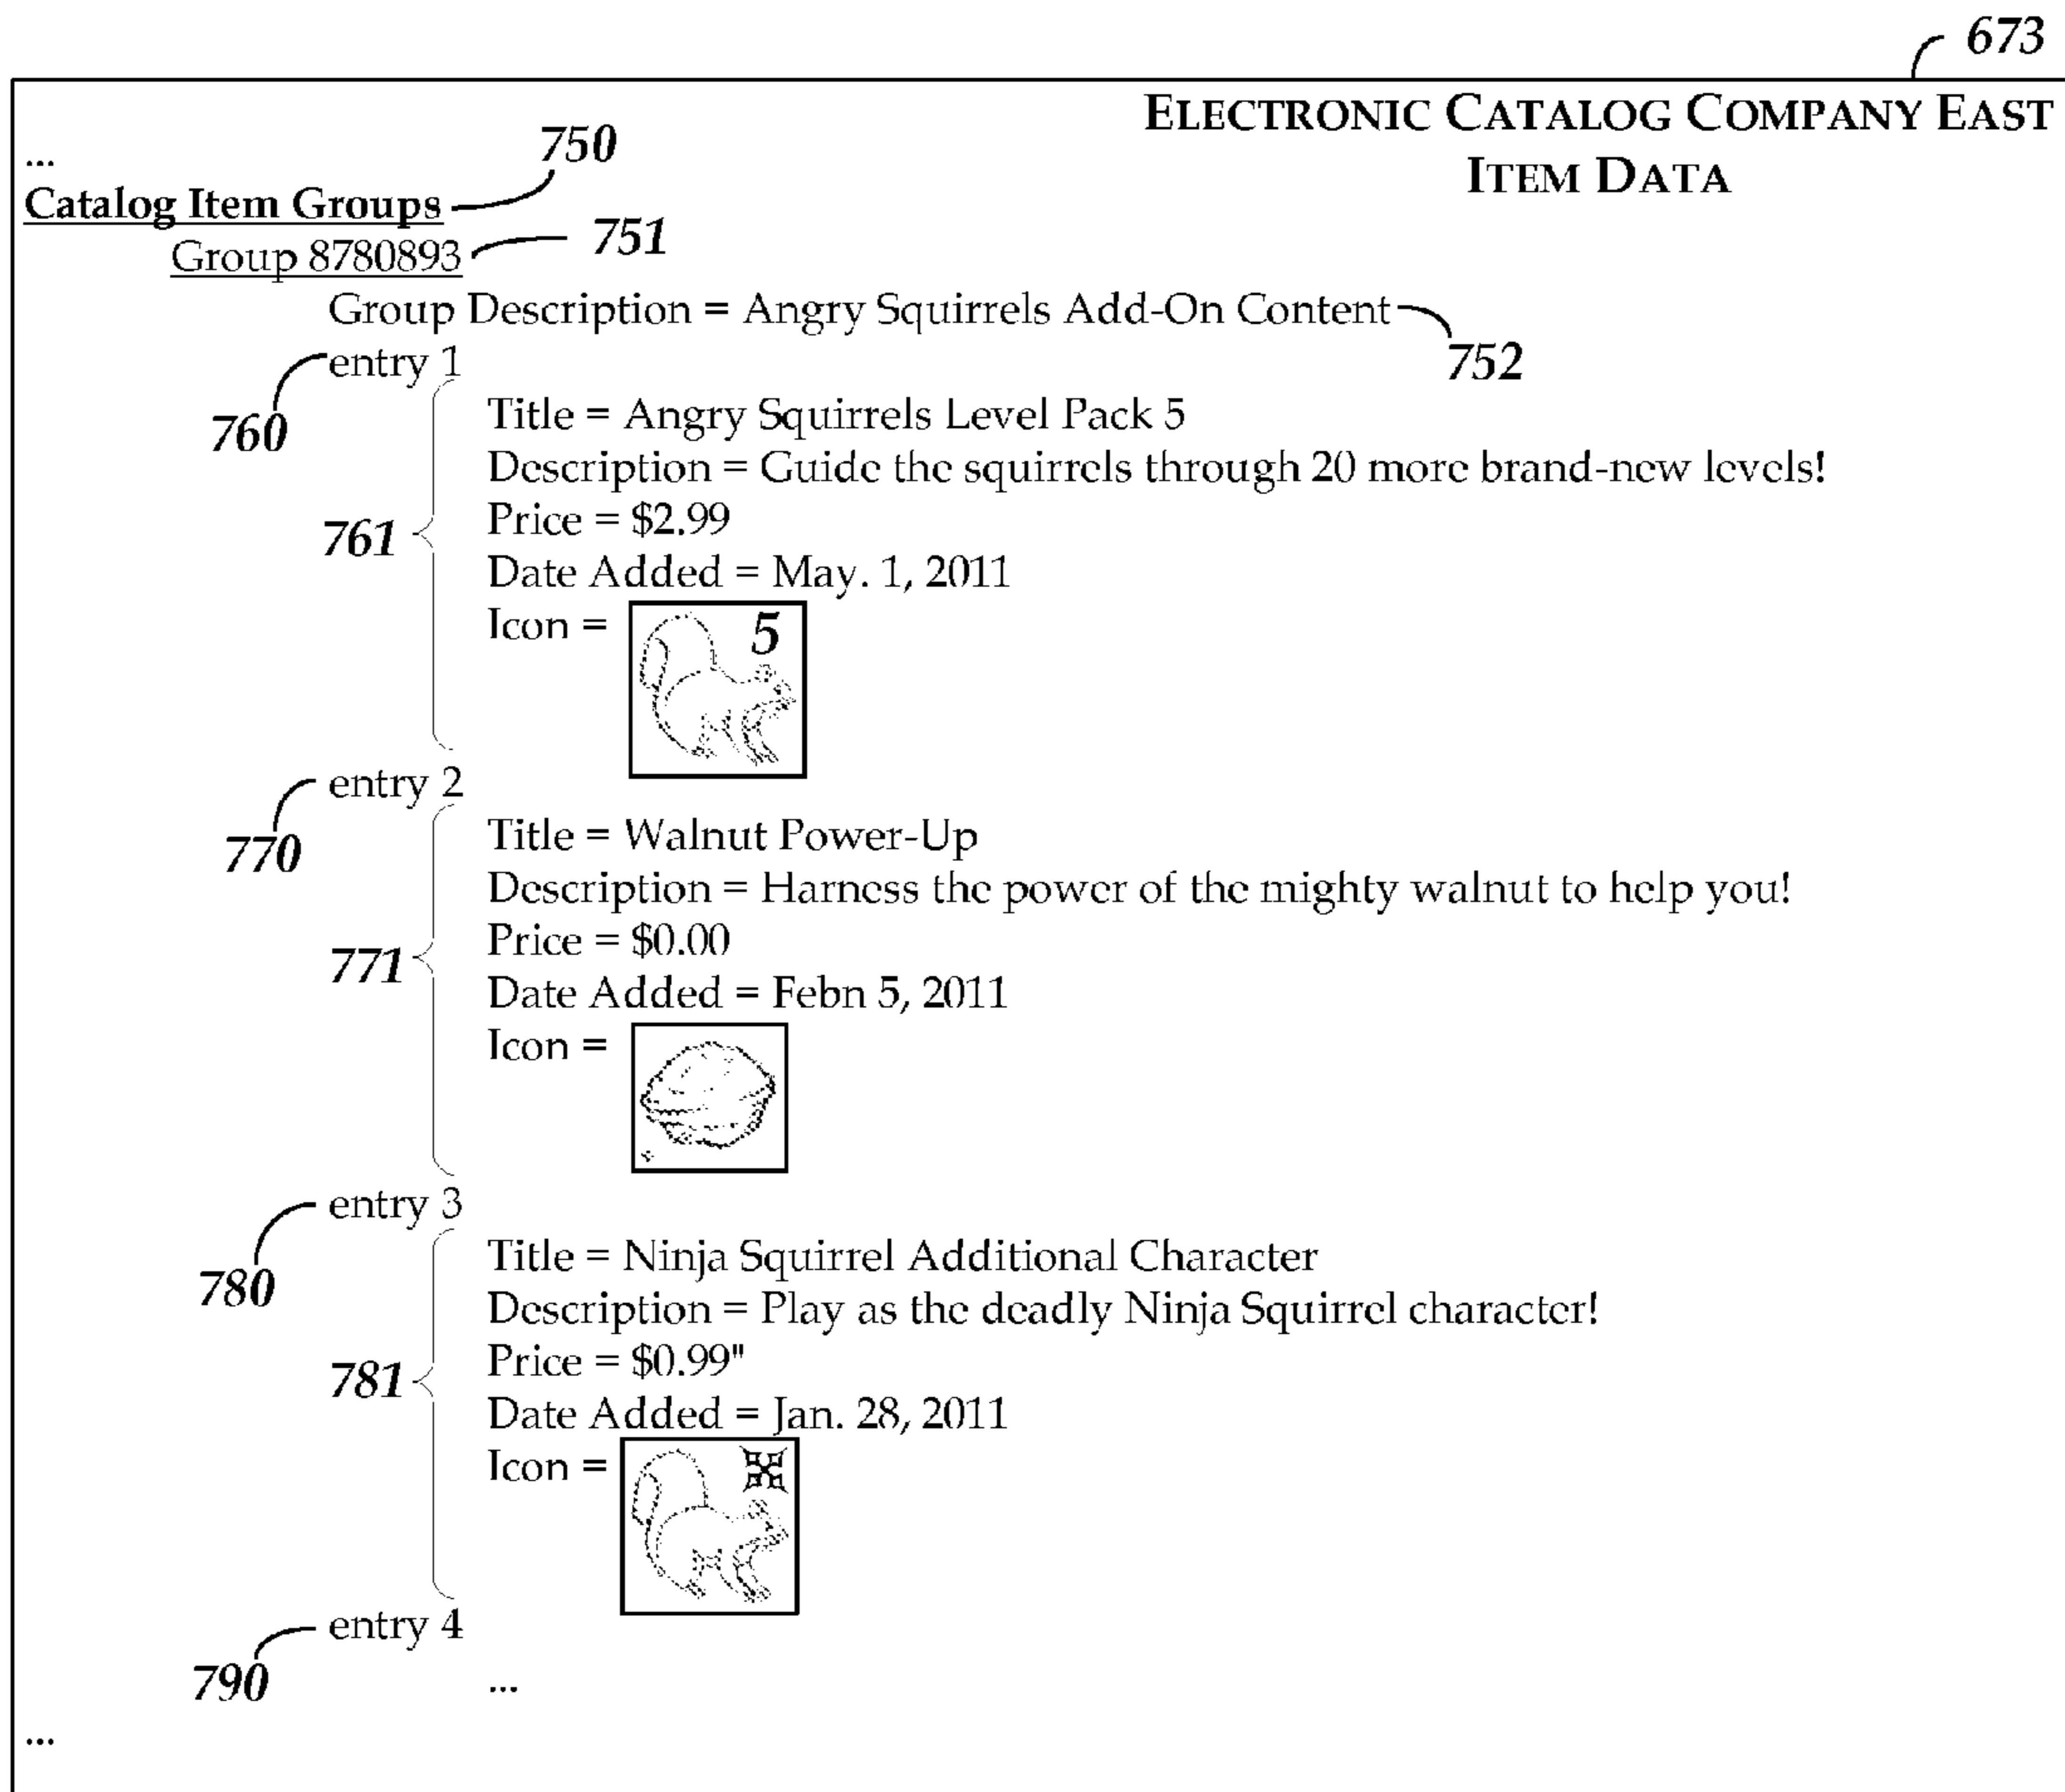 673
ELECTRONIC CATALOG COMPANY EAST
ITEM DATA
...
750
Catalog Item Groups
751
Group 8780893
Group Description = Angry Squirrels Add-On Content
752
entry 1
760
Title = Angry Squirrels Level Pack 5
Description = Guide the squirrels through 20 more brand-new levels!
761
Price = $2.99
Date Added = May. 1, 2011
Icon =
5
entry 2
770
Title = Walnut Power-Up
Description = Harness the power of the mighty walnut to help you!
771
Price = $0.00
Date Added = Febn 5, 2011
Icon =
entry 3
780
Title = Ninja Squirrel Additional Character
Description = Play as the deadly Ninja Squirrel character!
781
Price = $0.99"
Date Added = Jan. 28, 2011
Icon =
entry 4
790
...
...